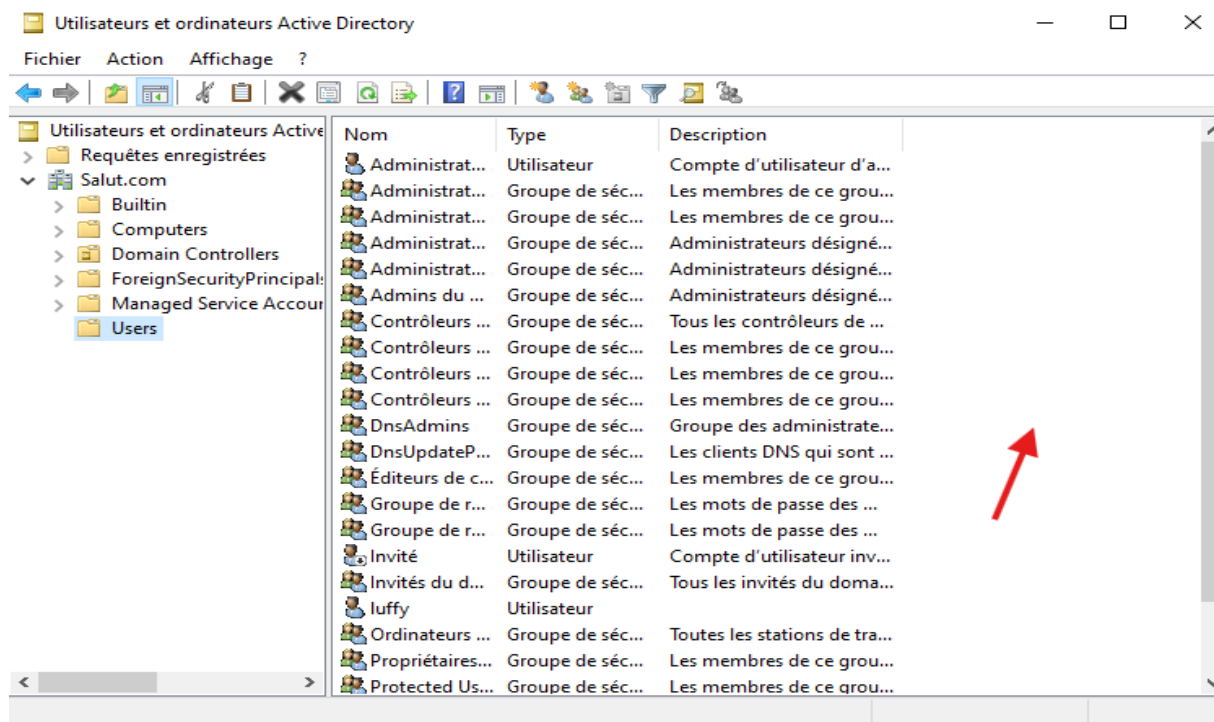 Utilisateurs et ordinateurs Active Directory
Fichier Action Affichage ?
Utilisateurs et ordinateurs Active
Requêtes enregistrées
Salut.com
Builtin
Computers
Domain Controllers
ForeignSecurityPrincipals
Managed Service Accour
Users
Nom Type Description
Administrat... Utilisateur Compte d'utilisateur d'a...
Administrat... Groupe de séc... Les membres de ce grou...
Administrat... Groupe de séc... Les membres de ce grou...
Administrat... Groupe de séc... Administrateurs désigné...
Administrat... Groupe de séc... Administrateurs désigné...
Admins du ... Groupe de séc... Administrateurs désigné...
Contrôleurs ... Groupe de séc... Tous les contrôleurs de ...
Contrôleurs ... Groupe de séc... Les membres de ce grou...
Contrôleurs ... Groupe de séc... Les membres de ce grou...
Contrôleurs ... Groupe de séc... Les membres de ce grou...
DnsAdmins Groupe de séc... Groupe des administrate...
DnsUpdateP... Groupe de séc... Les clients DNS qui sont ...
Éditeurs de c... Groupe de séc... Les membres de ce grou...
Groupe de r... Groupe de séc... Les mots de passe des ...
Groupe de r... Groupe de séc... Les mots de passe des ...
Invité Utilisateur Compte d'utilisateur inv...
Invités du d... Groupe de séc... Tous les invités du doma...
luffy Utilisateur
Ordinateurs ... Groupe de séc... Toutes les stations de tra...
Propriétaires... Groupe de séc... Les membres de ce grou...
Protected Us... Groupe de séc... Les membres de ce grou...